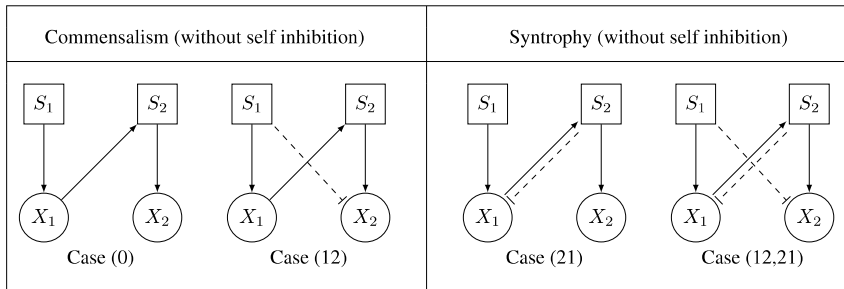 Commensalism (without self inhibition)
Syntrophy (without self inhibition)
S₁ S₂ S₁ S₂ S₁ S₂ S₁ S₂
X₁ X₂ X₁ X₂ X₁ X₂ X₁ X₂
Case (0) Case (12) Case (21) Case (12,21)